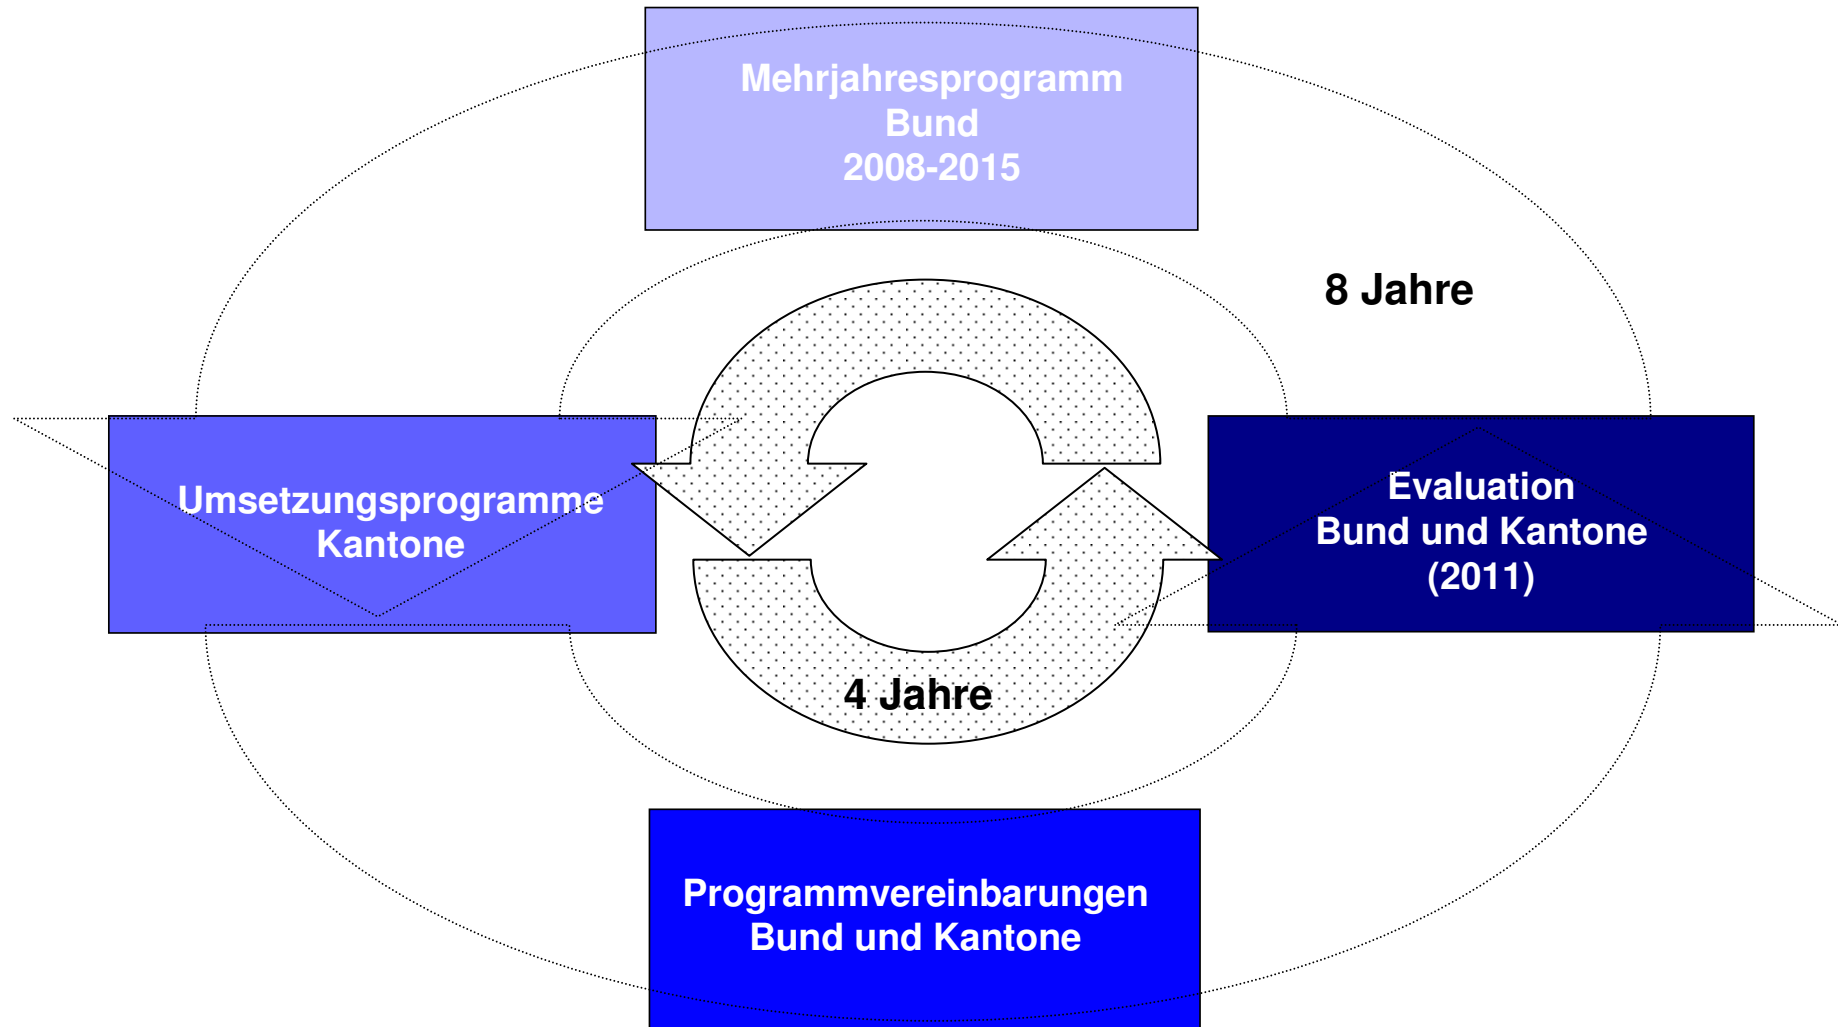 Mehrjahresprogramm
Bund
2008-2015
8 Jahre
Umsetzungsprogramme
Kantone
Evaluation
Bund und Kantone
(2011)
4 Jahre
Programmvereinbarungen
Bund und Kantone